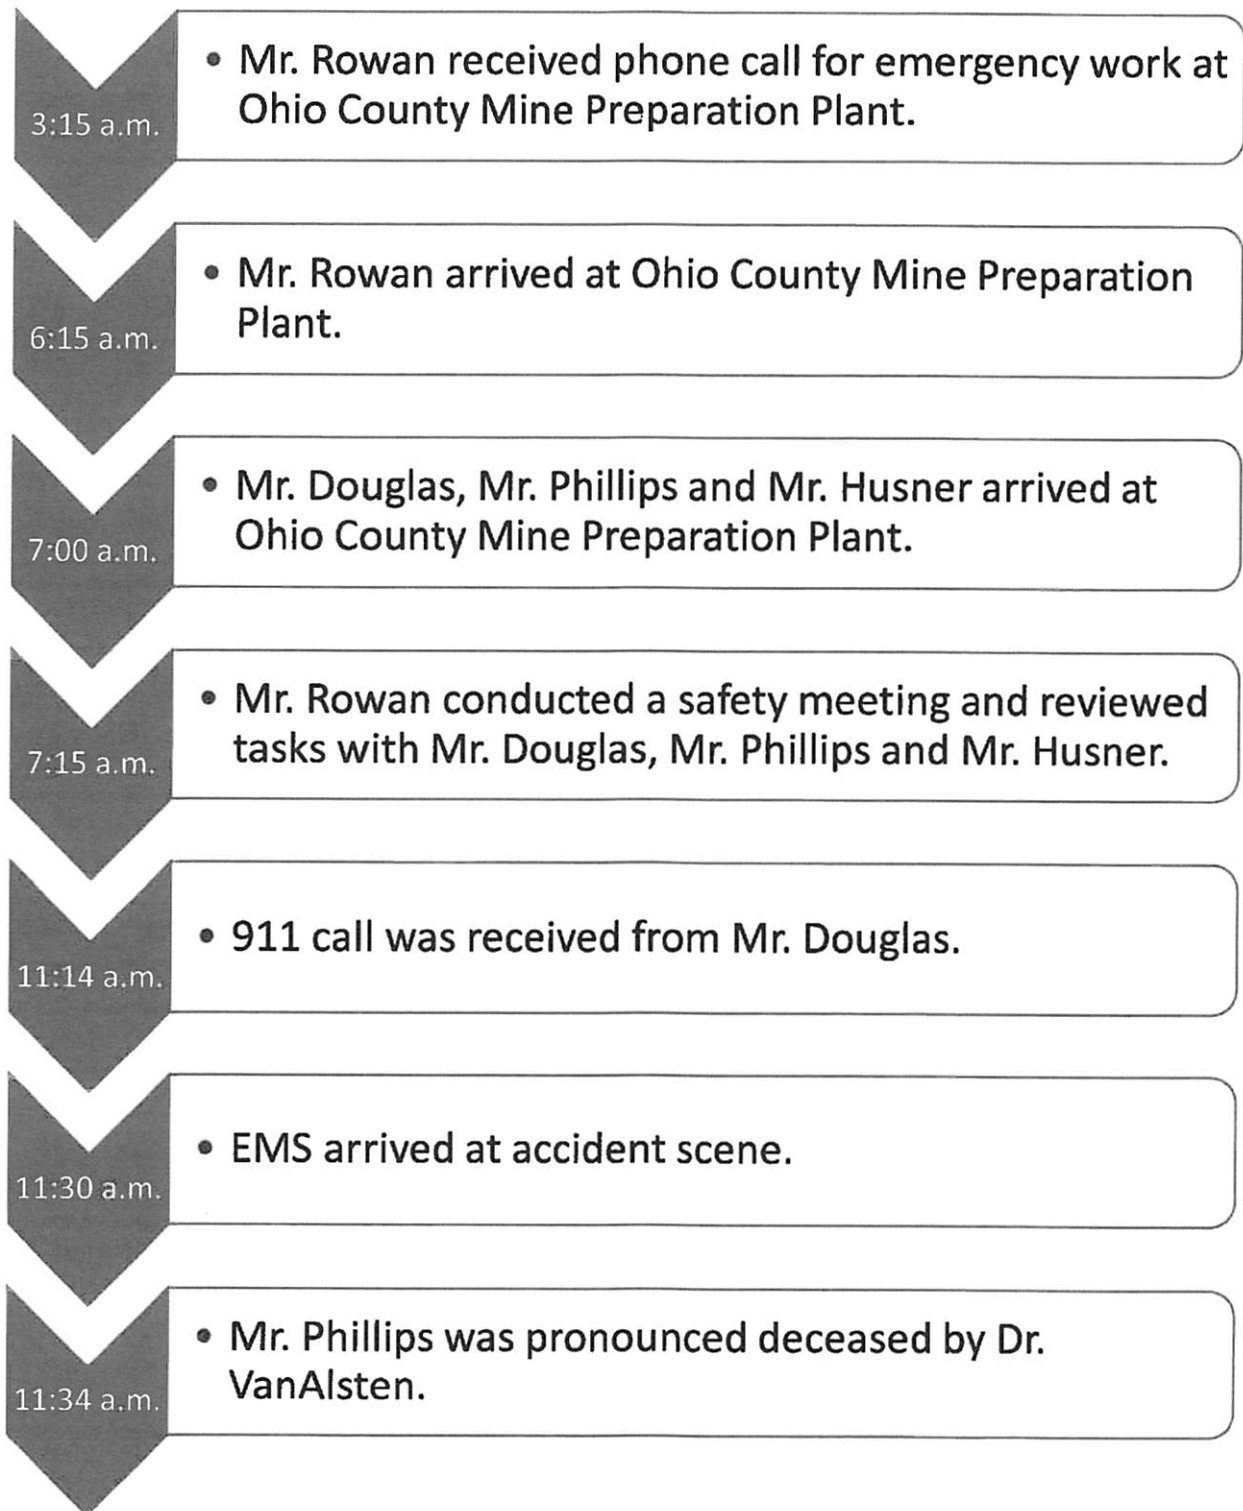 3:15 a.m.
• Mr. Rowan received phone call for emergency work at
Ohio County Mine Preparation Plant.
6:15 a.m.
• Mr. Rowan arrived at Ohio County Mine Preparation
Plant.
7:00 a.m.
• Mr. Douglas, Mr. Phillips and Mr. Husner arrived at
Ohio County Mine Preparation Plant.
7:15 a.m.
• Mr. Rowan conducted a safety meeting and reviewed
tasks with Mr. Douglas, Mr. Phillips and Mr. Husner.
11:14 a.m.
• 911 call was received from Mr. Douglas.
11:30 a.m.
• EMS arrived at accident scene.
11:34 a.m.
• Mr. Phillips was pronounced deceased by Dr.
VanAlsten.